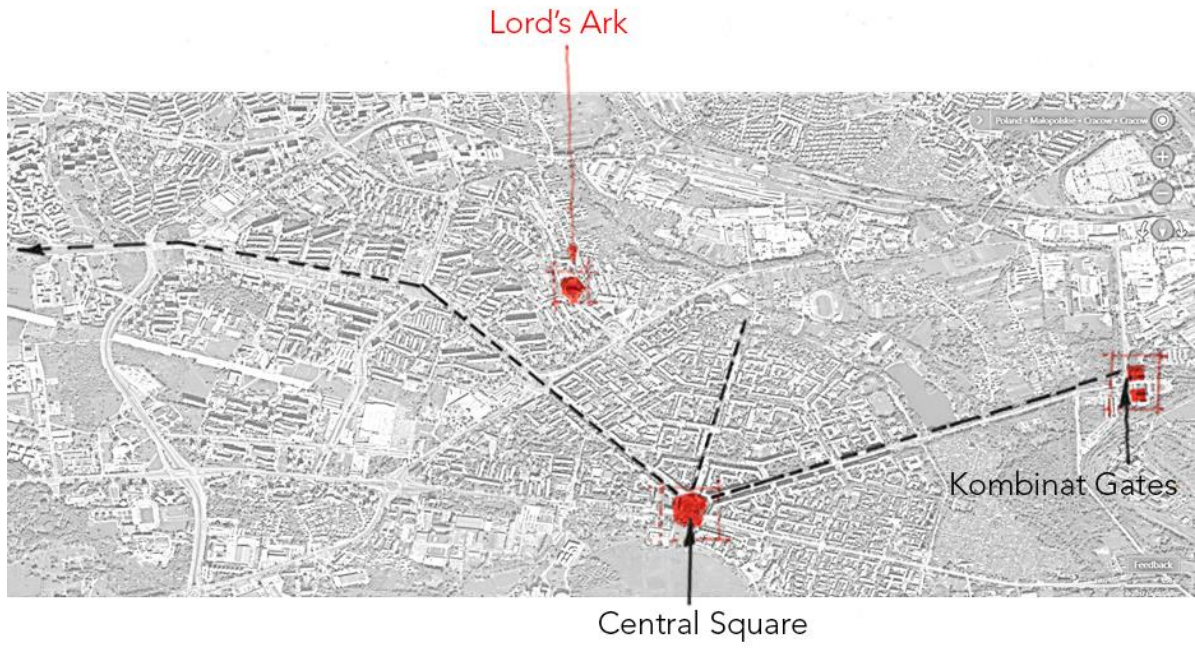 Lord's Ark
Poland • Malopolskie • Cracow • Cracow
Kombinat Gates
Feedback
Central Square